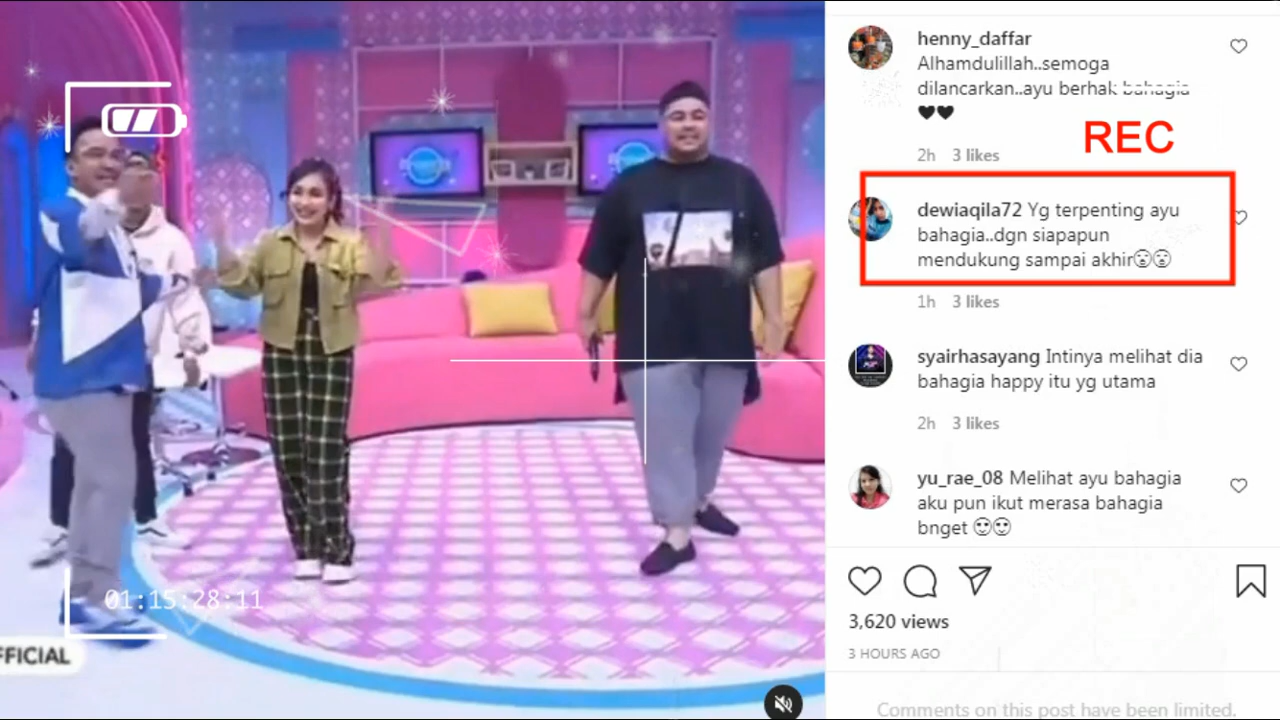 01:15:28:11
FFICIAL
henny_daffar
Alhamdulillah..semoga
dilancarkan..ayu berhak bahagia
🖤🖤
2h 3 likes
REC
dewiaqila72 Yg terpenting ayu
bahagia..dgn siapapun
mendukung sampai akhir
1h 3 likes
syairhasayang Intinya melihat dia
bahagia happy itu yg utama
2h 3 likes
yu_rae_08 Melihat ayu bahagia
aku pun ikut merasa bahagia
bnget
3,620 views
3 HOURS AGO
Comments on this post have been limited.